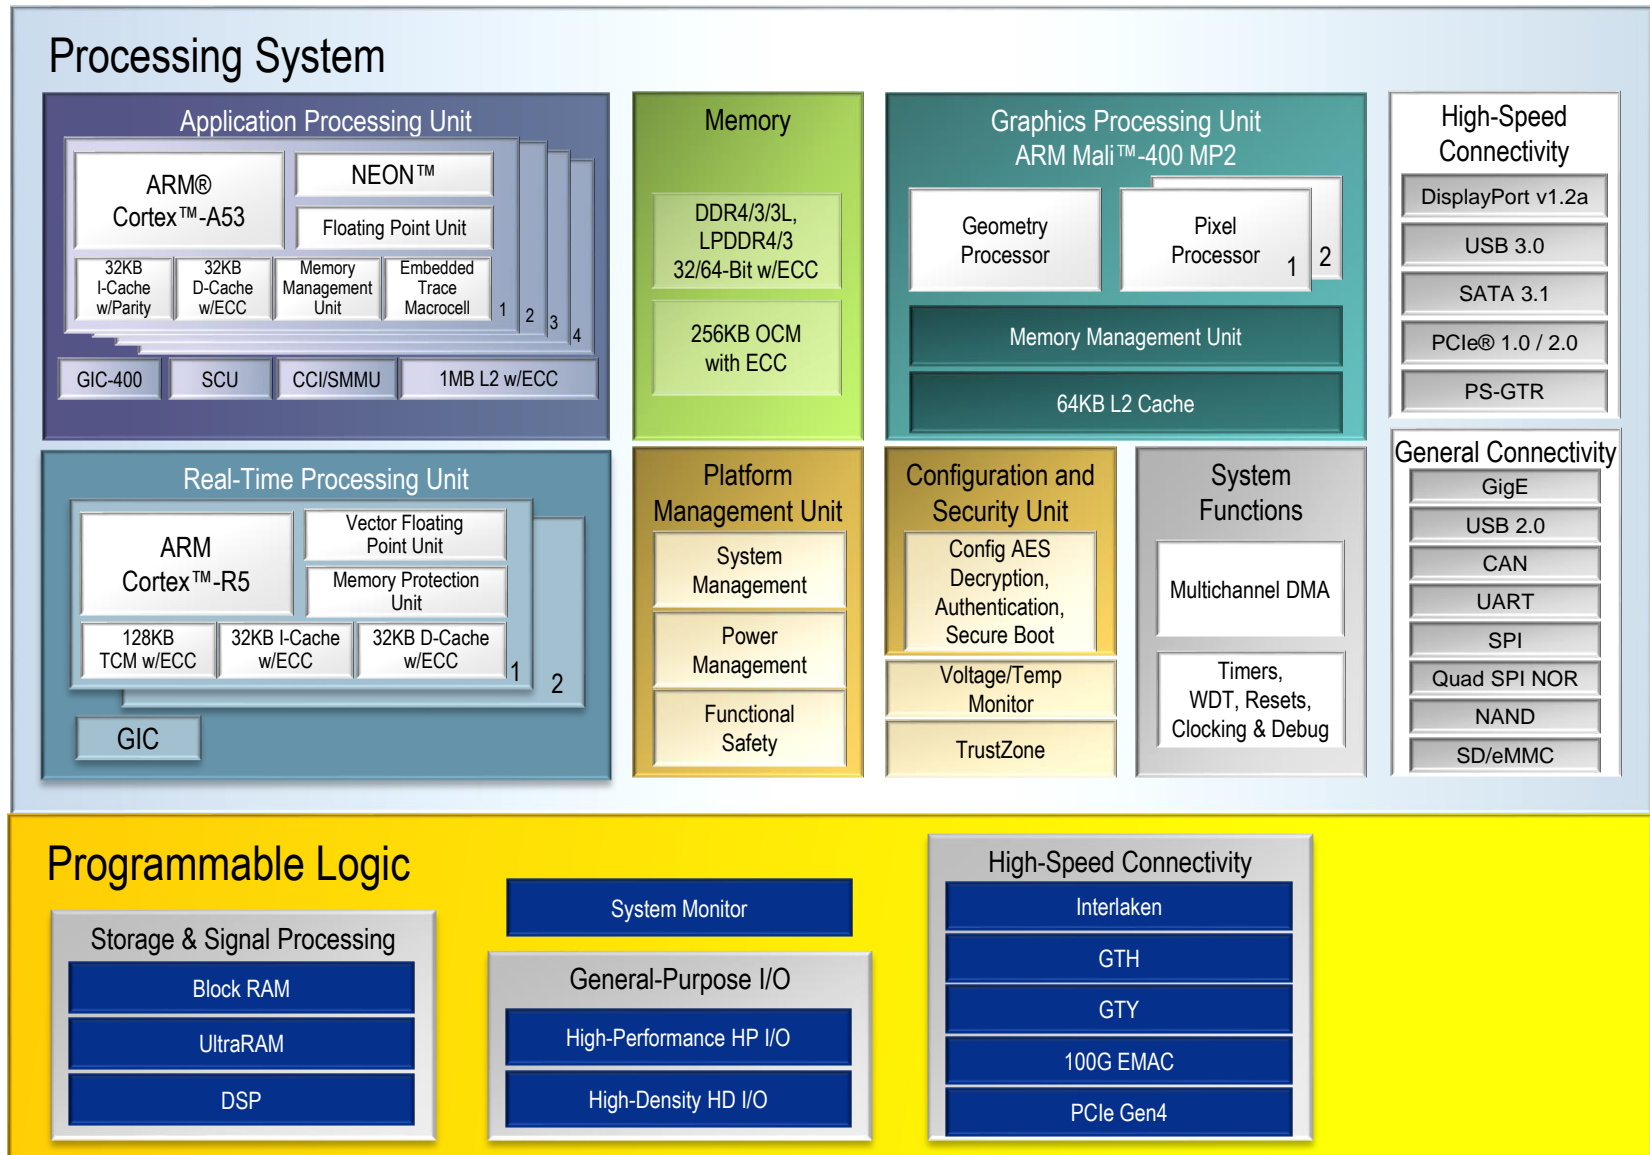 Processing System
Application Processing Unit
ARM®
Cortex™-A53
NEON™
Floating Point Unit
32KB
I-Cache
w/Parity
32KB
D-Cache
w/ECC
Memory
Management
Unit
Embedded
Trace
Macrocell
1
2
3
4
GIC-400
SCU
CCI/SMMU
1MB L2 w/ECC
Memory
DDR4/3/3L,
LPDDR4/3
32/64-Bit w/ECC
256KB OCM
with ECC
Graphics Processing Unit
ARM Mali™-400 MP2
Geometry
Processor
Pixel
Processor
1
2
Memory Management Unit
64KB L2 Cache
High-Speed
Connectivity
DisplayPort v1.2a
USB 3.0
SATA 3.1
PCIe® 1.0 / 2.0
PS-GTR
Real-Time Processing Unit
ARM
Cortex™-R5
Vector Floating
Point Unit
Memory Protection
Unit
128KB
TCM w/ECC
32KB I-Cache
w/ECC
32KB D-Cache
w/ECC
1
2
GIC
Platform
Management Unit
System
Management
Power
Management
Functional
Safety
Configuration and
Security Unit
Config AES
Decryption,
Authentication,
Secure Boot
Voltage/Temp
Monitor
TrustZone
System
Functions
Multichannel DMA
Timers,
WDT, Resets,
Clocking & Debug
General Connectivity
GigE
USB 2.0
CAN
UART
SPI
Quad SPI NOR
NAND
SD/eMMC
Programmable Logic
Storage & Signal Processing
Block RAM
UltraRAM
DSP
System Monitor
General-Purpose I/O
High-Performance HP I/O
High-Density HD I/O
High-Speed Connectivity
Interlaken
GTH
GTY
100G EMAC
PCIe Gen4